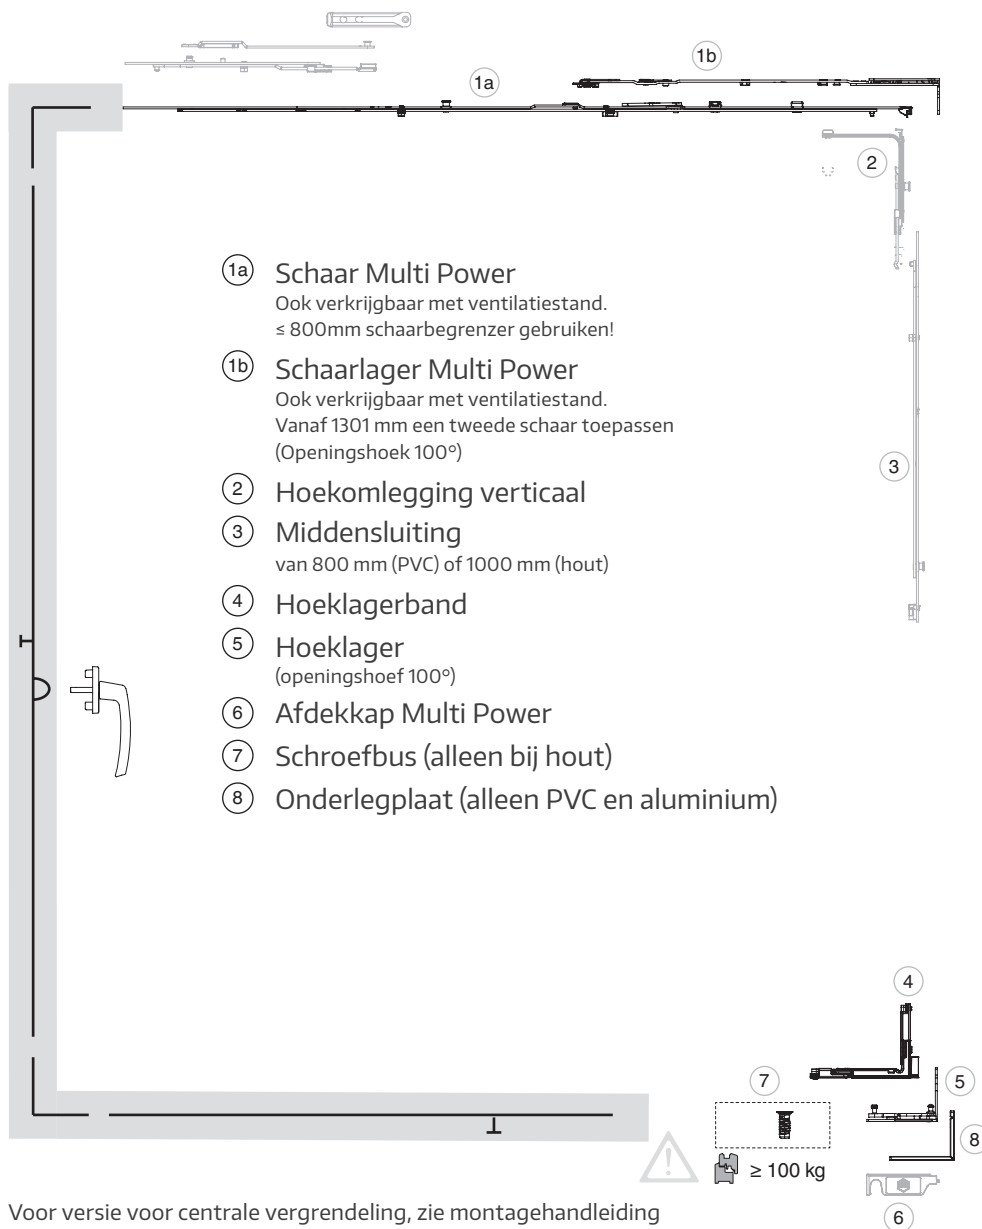 1b
1a
2
1a Schaar Multi Power
Ook verkrijgbaar met ventilatiestand.
≤ 800mm schaarbegrenzer gebruiken!
1b Schaarlager Multi Power
Ook verkrijgbaar met ventilatiestand.
Vanaf 1301 mm een tweede schaar toepassen
(Openingshoek 100°)
3
2 Hoekomlegging verticaal
3 Middensluiting
van 800 mm (PVC) of 1000 mm (hout)
4 Hoeklagerband
5 Hoeklager
(openingshoef 100°)
6 Afdekkap Multi Power
7 Schroefbus (alleen bij hout)
8 Onderlegplaat (alleen PVC en aluminium)
4
7
5
8
≥ 100 kg
6
Voor versie voor centrale vergrendeling, zie montagehandleiding